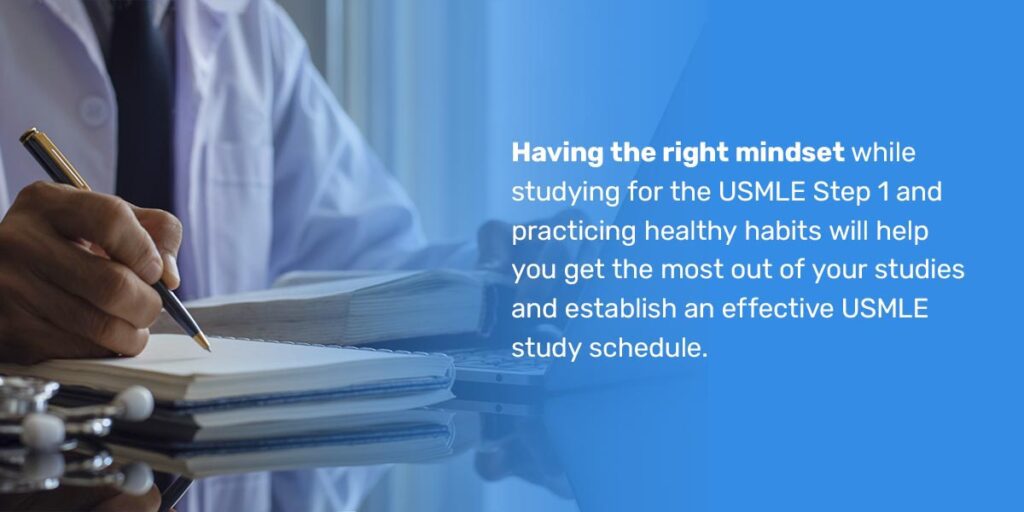 Having the right mindset while
studying for the USMLE Step 1 and
practicing healthy habits will help
you get the most out of your studies
and establish an effective USMLE
study schedule.